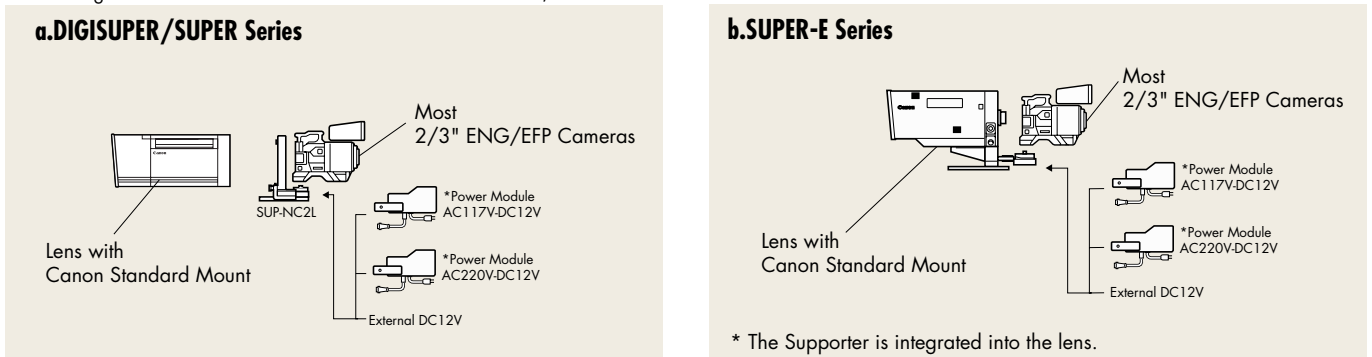 a.DIGISUPER/SUPER Series
Most
2/3" ENG/EFP Cameras
Canon
SUP-NC2L
*Power Module
AC117V-DC12V
*Power Module
AC220V-DC12V
External DC12V
Lens with
Canon Standard Mount
b.SUPER-E Series
Most
2/3" ENG/EFP Cameras
Canon
*Power Module
AC117V-DC12V
*Power Module
AC220V-DC12V
External DC12V
Lens with
Canon Standard Mount
* The Supporter is integrated into the lens.